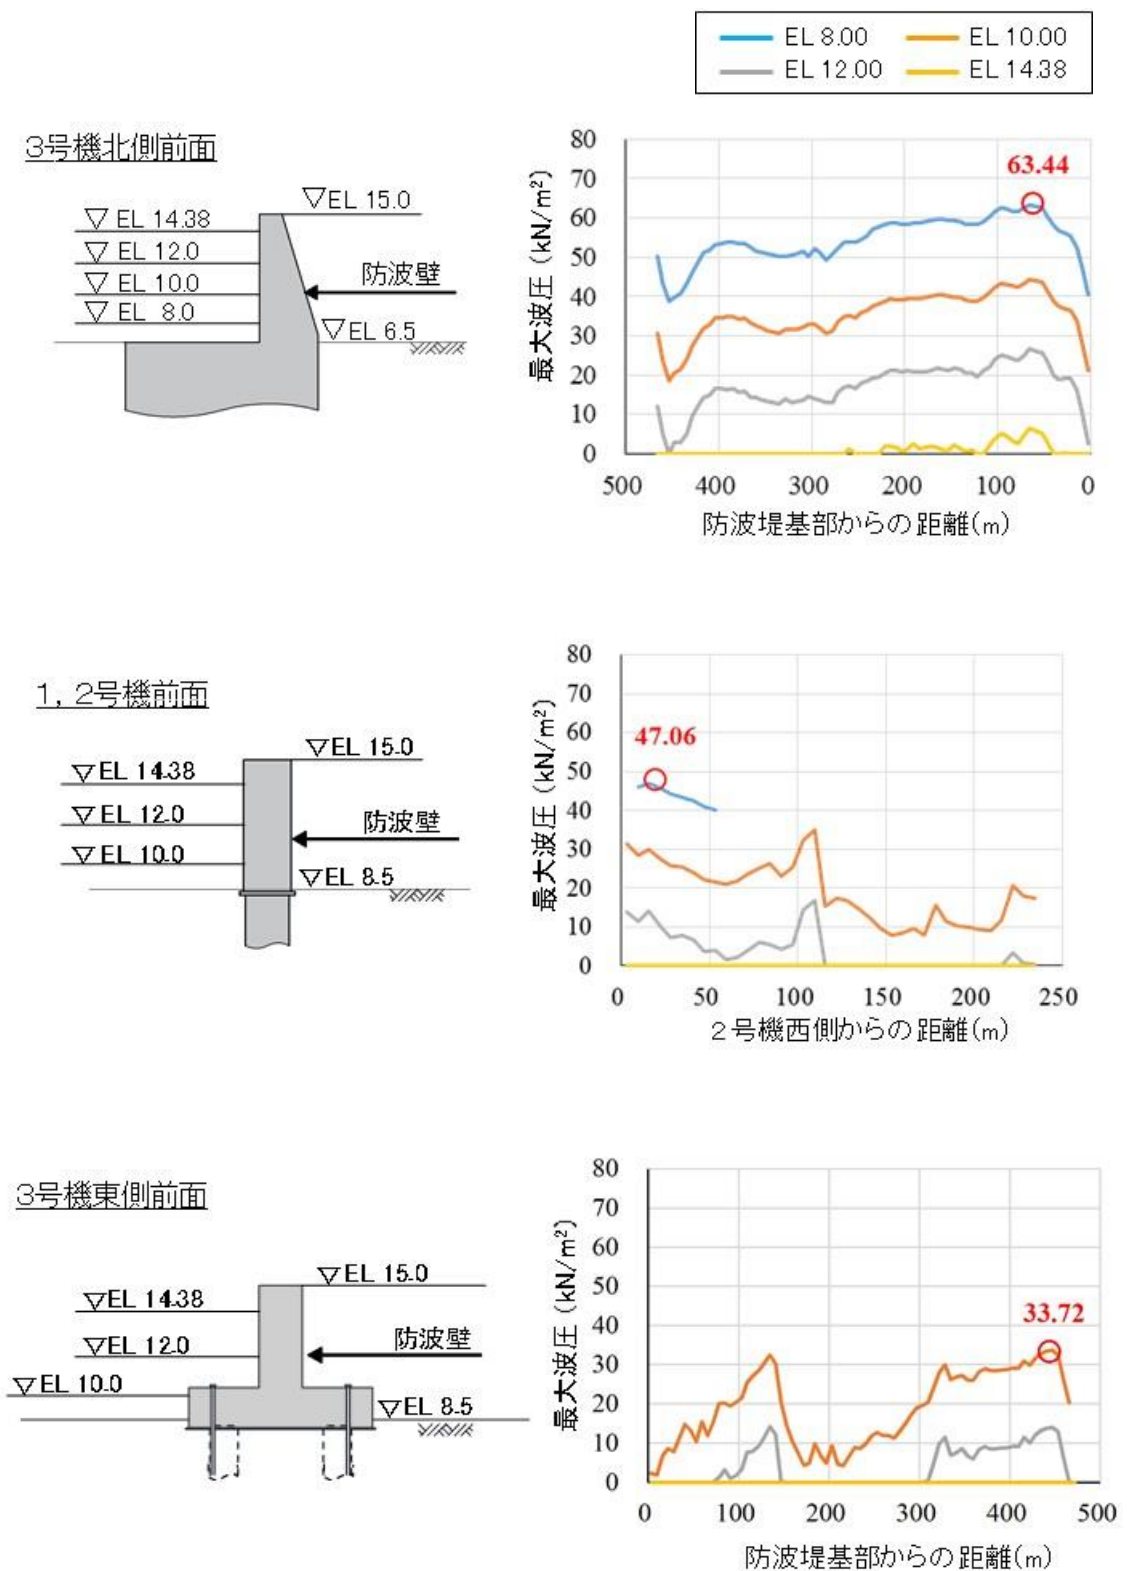 EL 8.00 EL 10.00
EL 12.00 EL 14.38
3号機北側前面
▽EL 15.0
▽ EL 14.38
▽ EL 12.0
▽ EL 10.0
▽ EL 8.0
防波壁
▽EL 6.5
最大波圧 (kN/m²)
80
70
60
50
40
30
20
10
0
63.44
500 400 300 200 100 0
防波堤基部からの距離(m)
1, 2号機前面
▽EL 15.0
▽EL 14.38
▽EL 12.0
▽EL 10.0
防波壁
▽EL 8.5
最大波圧 (kN/m²)
80
70
60
50
40
30
20
10
0
47.06
0 50 100 150 200 250
2号機西側からの距離(m)
3号機東側前面
▽EL 15.0
▽EL 14.38
▽EL 12.0
▽EL 10.0
防波壁
▽EL 8.5
最大波圧 (kN/m²)
80
70
60
50
40
30
20
10
0
33.72
0 100 200 300 400 500
防波堤基部からの距離(m)